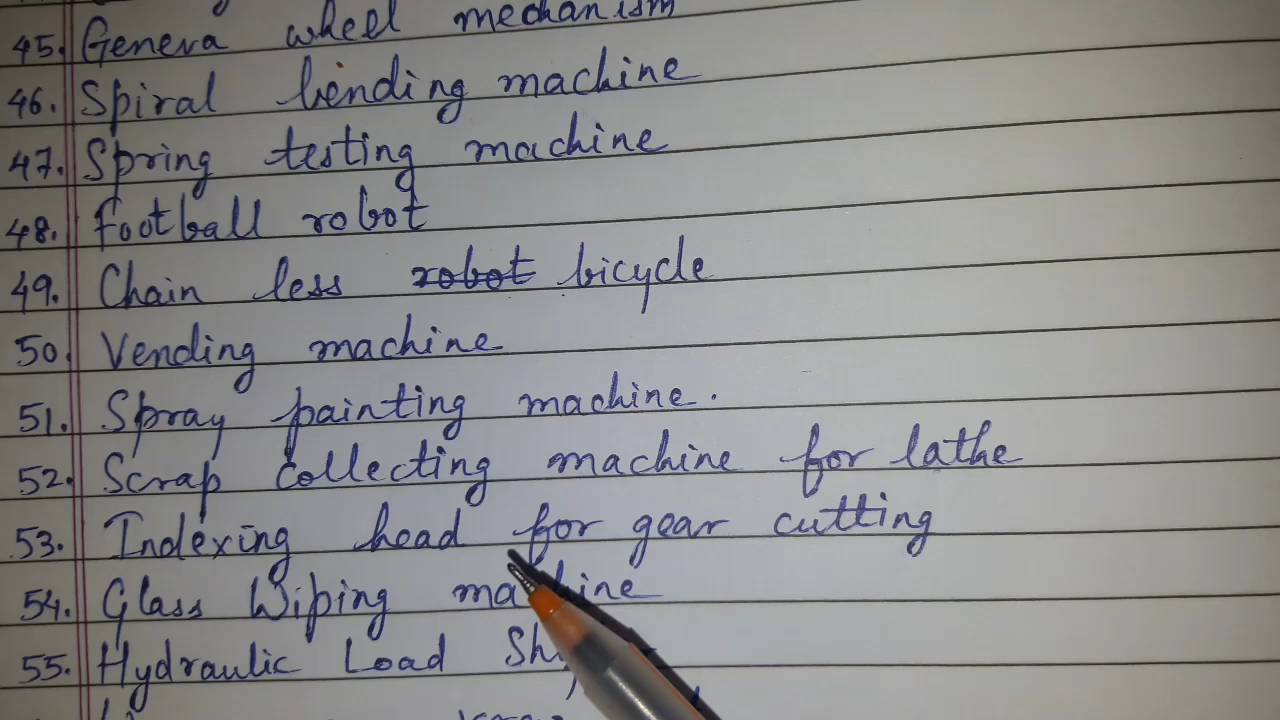 45. Geneva wheel mechanism
46. Spiral bending machine
47. Spring testing machine
48. Football robot
49. Chain less robot bicycle
50. Vending machine
51. Spray painting machine.
52. Scrap collecting machine for lathe
53. Indexing head for gear cutting
54. Glass Wiping machine
55. Hydraulic Load